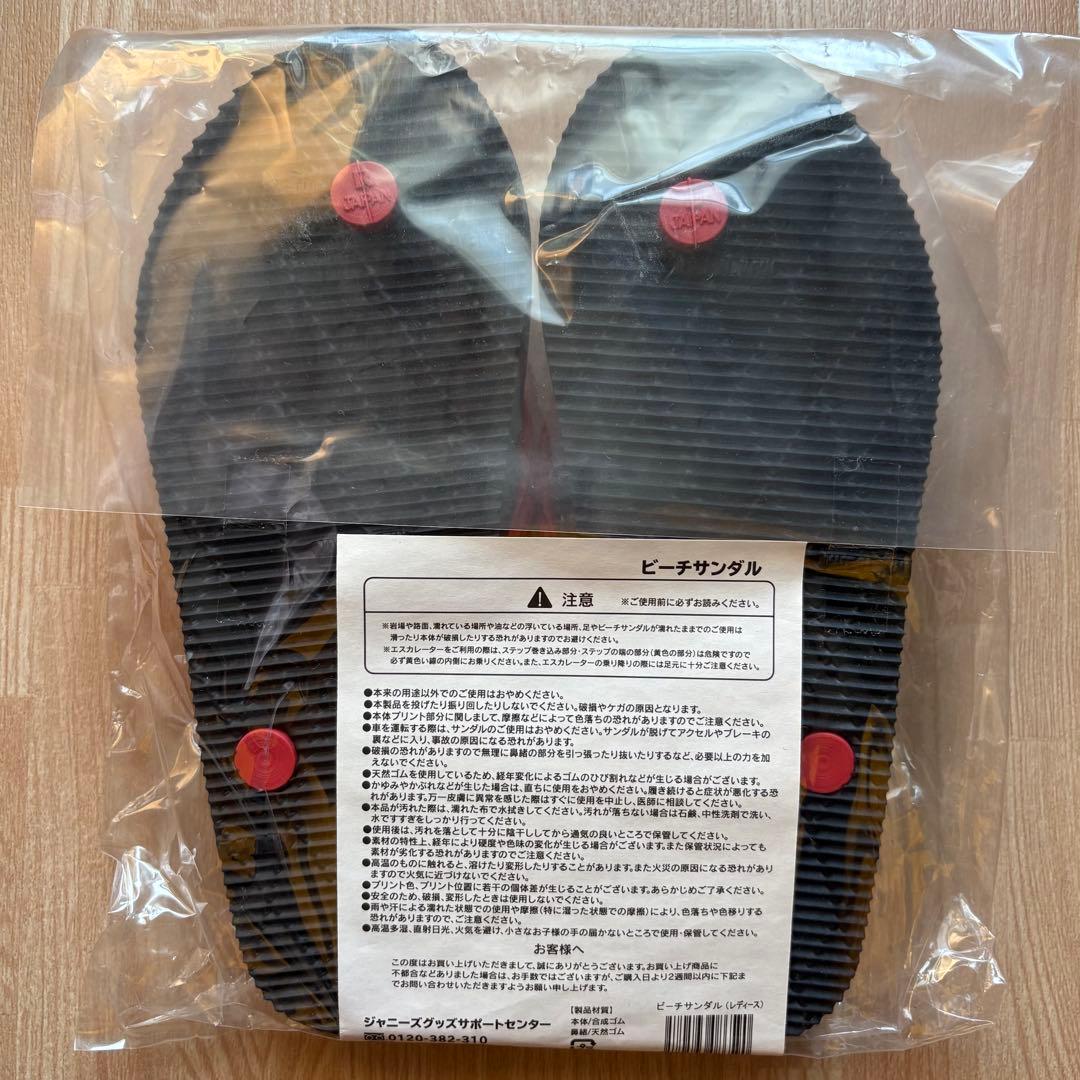 JAPAN
JAPAN
ビーチサンダル
注意 ※ご使用前に必ずお読みください。
※岩場や路面、濡れている場所や油などの浮いている場所、足やビーチサンダルが濡れたままでのご使用は
滑ったり本体が破損したりする恐れがありますのでお避けください。
※エスカレーターをご利用の際は、ステップ巻き込み部分・ステップの端の部分(黄色の部分)は危険ですので
必ず黄色い線の内側にお乗りください。また、エスカレーターの乗り降りの際には足元に十分ご注意ください。
●本来の用途以外でのご使用はおやめください。
●本製品を投げたり振り回したりしないでください。破損やケガの原因となります。
●本体プリント部分に関しまして、摩擦などによって色落ちの恐れがありますのでご注意ください。
●車を運転する際は、サンダルのご使用はおやめください。サンダルが脱げてアクセルやブレーキの
裏などに入り、事故の原因になる恐れがあります。
●破損の恐れがありますので無理に鼻緒の部分を引っ張ったり抜いたりするなど、必要以上の力を加
えないでください。
●天然ゴムを使用しているため、経年変化によるゴムのひび割れなどが生じる場合がございます。
●かゆみやかぶれなどが生じた場合は、直ちに使用をおやめください。履き続けると症状が悪化する恐
れがあります。万一皮膚に異常を感じた際はすぐに使用を中止し、医師に相談してください。
●本品が汚れた際は、濡れた布で水拭きしてください。汚れが落ちない場合は石鹸、中性洗剤で洗い、
水ですすぎをしっかり行ってください。
●使用後は、汚れを落として十分に陰干ししてから通気の良いところで保管してください。
●素材の特性上、経年により硬度や色味の変化が生じる場合がございます。また保管状況によっても
素材が劣化する恐れがありますのでご注意ください。
●高温のものに触れると、溶けたり変形したりすることがあります。また火災の原因になる恐れがあり
ますので火気に近づけないでください。
●プリント色、プリント位置に若干の個体差が生じることがございます。あらかじめご了承ください。
●安全のため、破損、変形したときは使用しないでください。
●雨や汗による濡れた状態での使用や摩擦(特に湿った状態での摩擦)により、色落ちや色移りする
恐れがありますので、ご注意ください。
●高温多湿、直射日光、火気を避け、小さなお子様の手の届かないところで使用・保管してください。
お客様へ
この度はお買い上げいただきまして、誠にありがとうございます。お買い上げ商品に
不都合などありました場合は、お手数ではございますが、ご購入日より2週間以内に下記ま
でお問い合わせいただきますようお願い申し上げます。
【製品材質】 ビーチサンダル(レディース)
本体/合成ゴム
鼻緒/天然ゴム
ジャニーズグッズサポートセンター
0120-382-310